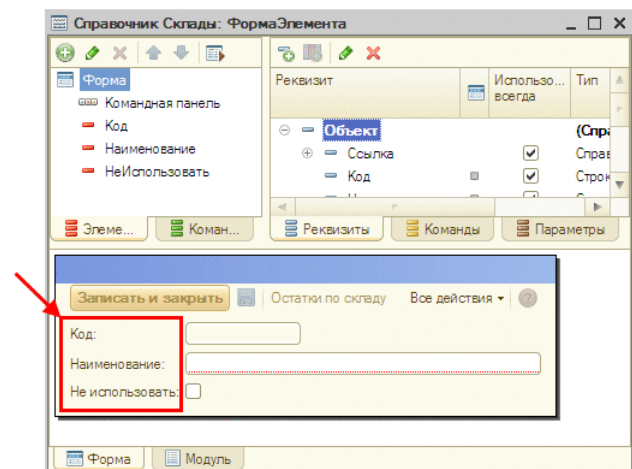 Справочник Склады: ФормаЭлемента
Форма
Командная панель
Код
Наименование
НеИспользовать
Элеме...
Коман...
Реквизит
Использо... всегда
Тип
Объект
(Спра
Ссылка
Спра
Код
Строк
Реквизиты
Команды
Параметры
Записать и закрыть
Остатки по складу
Все действия
?
Код:
Наименование:
Не использовать:
Форма
Модуль